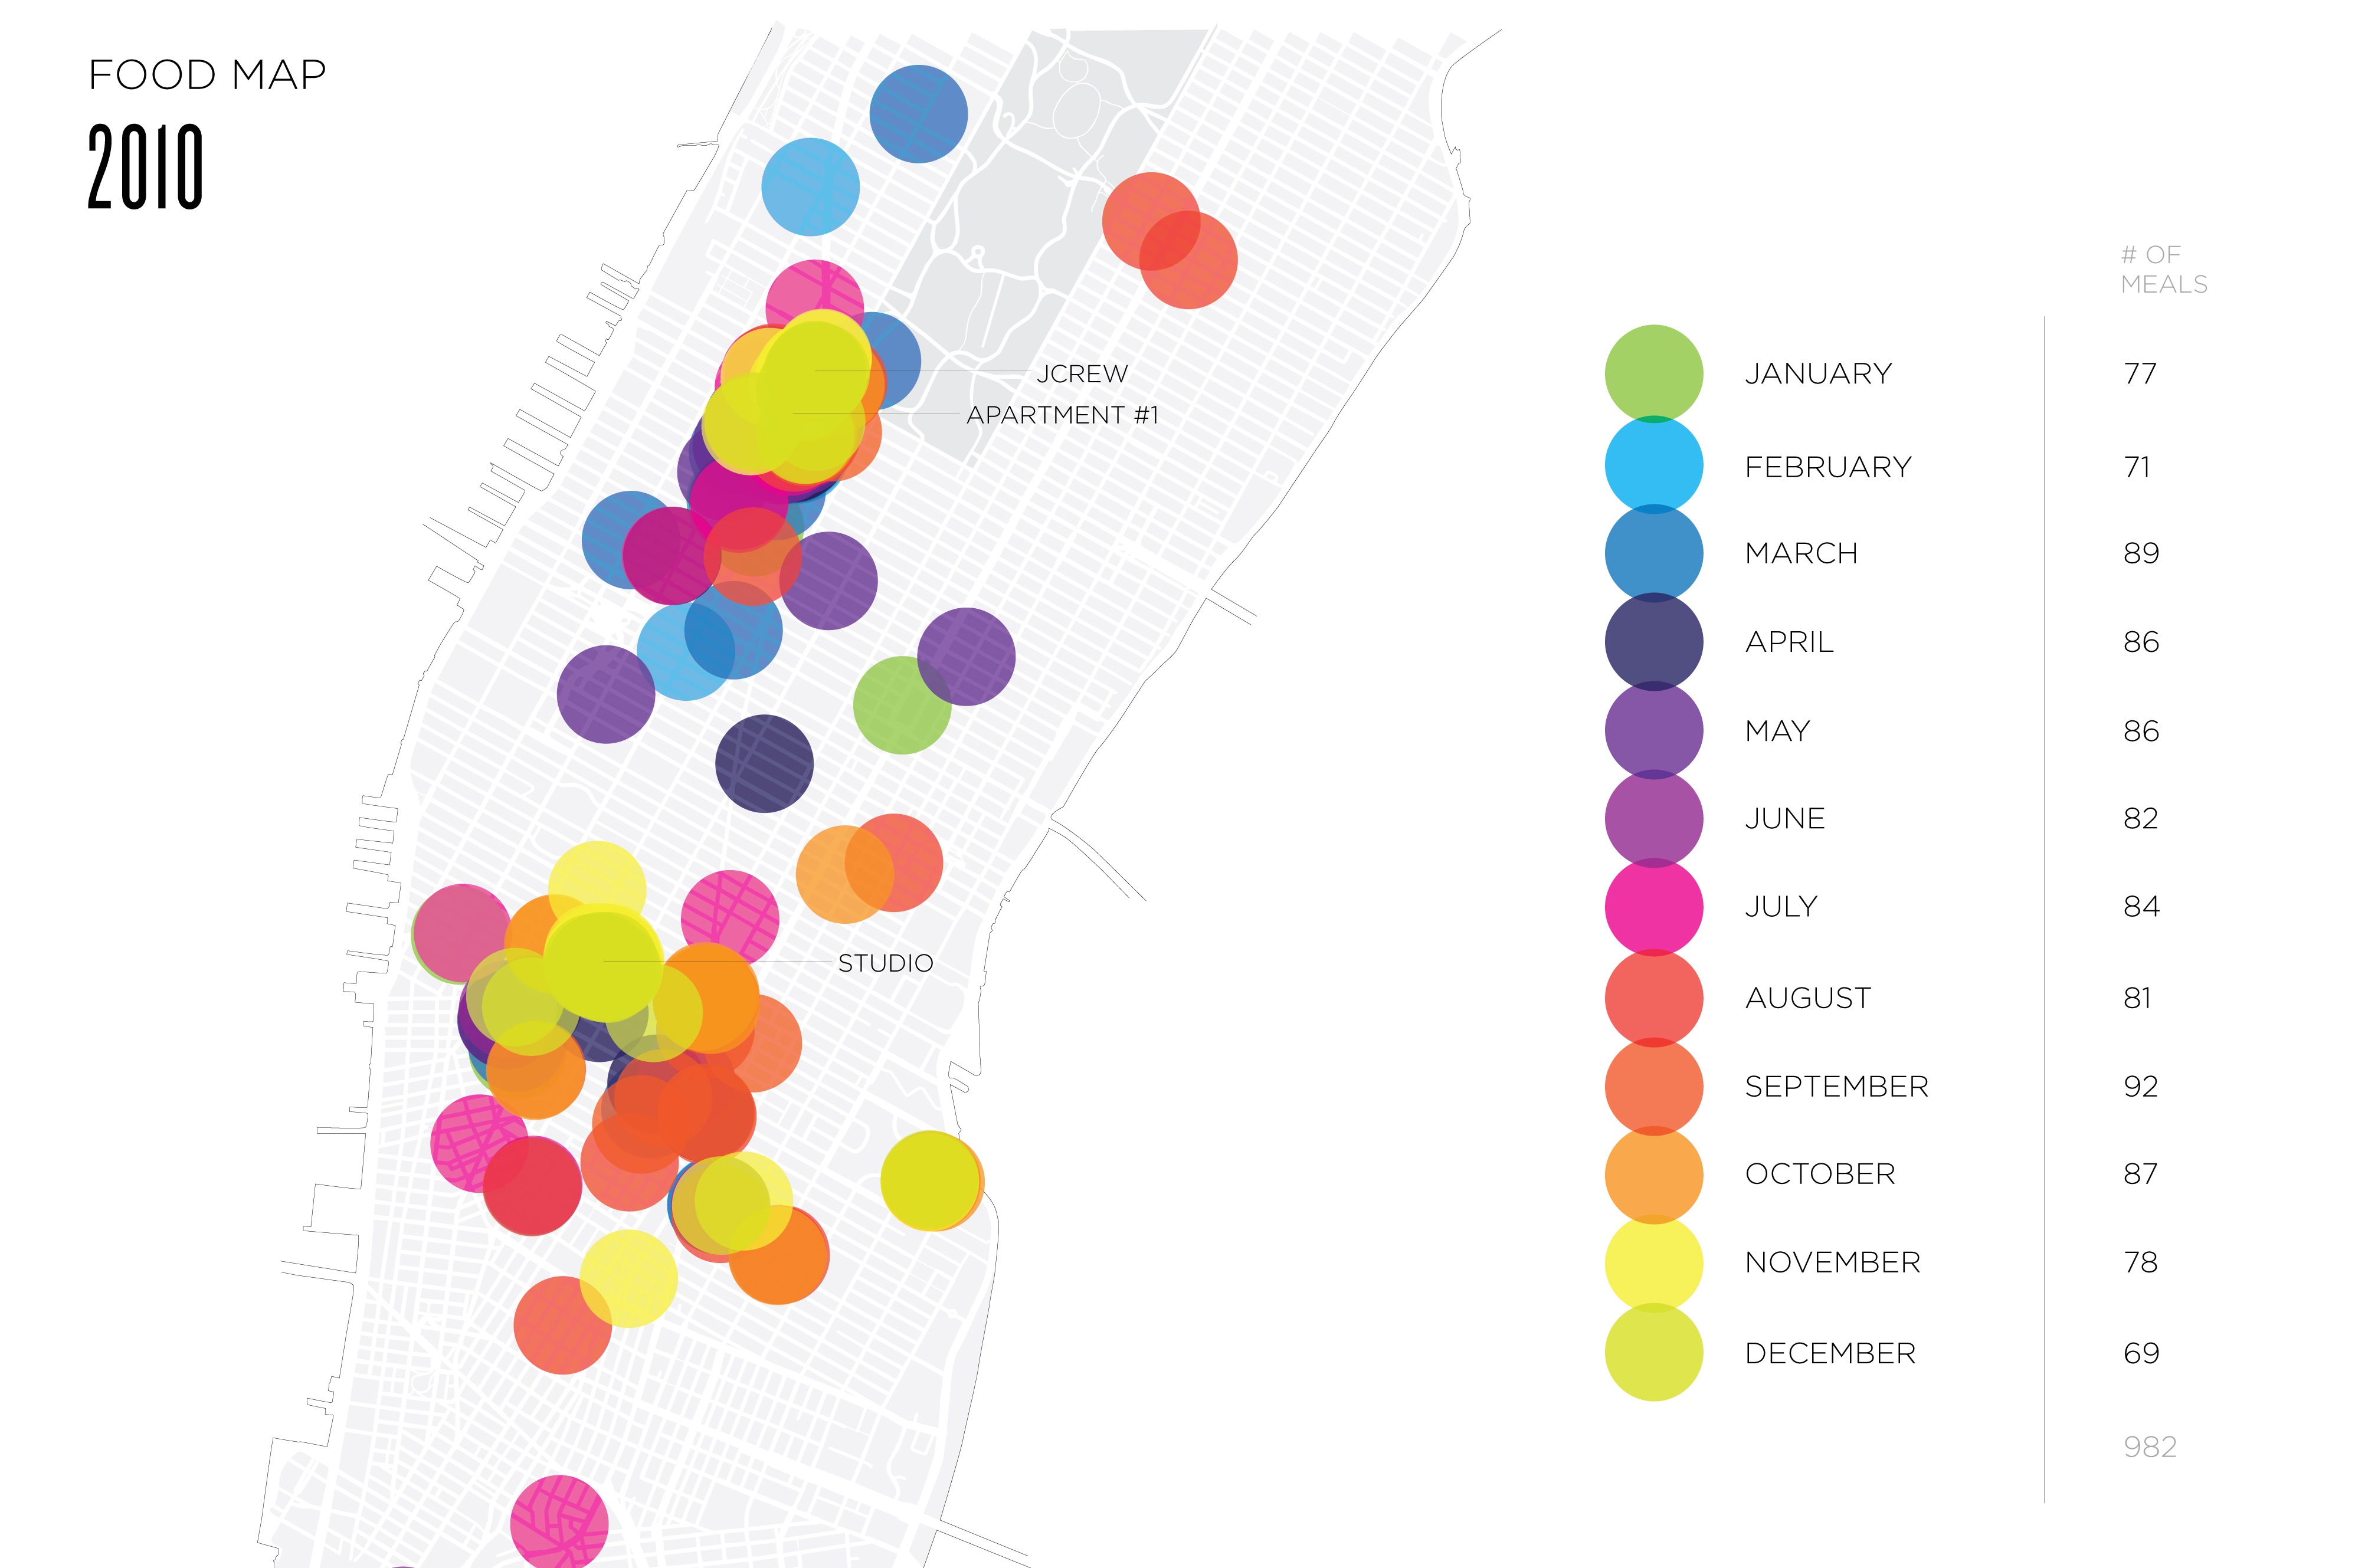 FOOD MAP
2010
JCREW
APARTMENT #1
STUDIO
# OF
MEALS
JANUARY 77
FEBRUARY 71
MARCH 89
APRIL 86
MAY 86
JUNE 82
JULY 84
AUGUST 81
SEPTEMBER 92
OCTOBER 87
NOVEMBER 78
DECEMBER 69
982